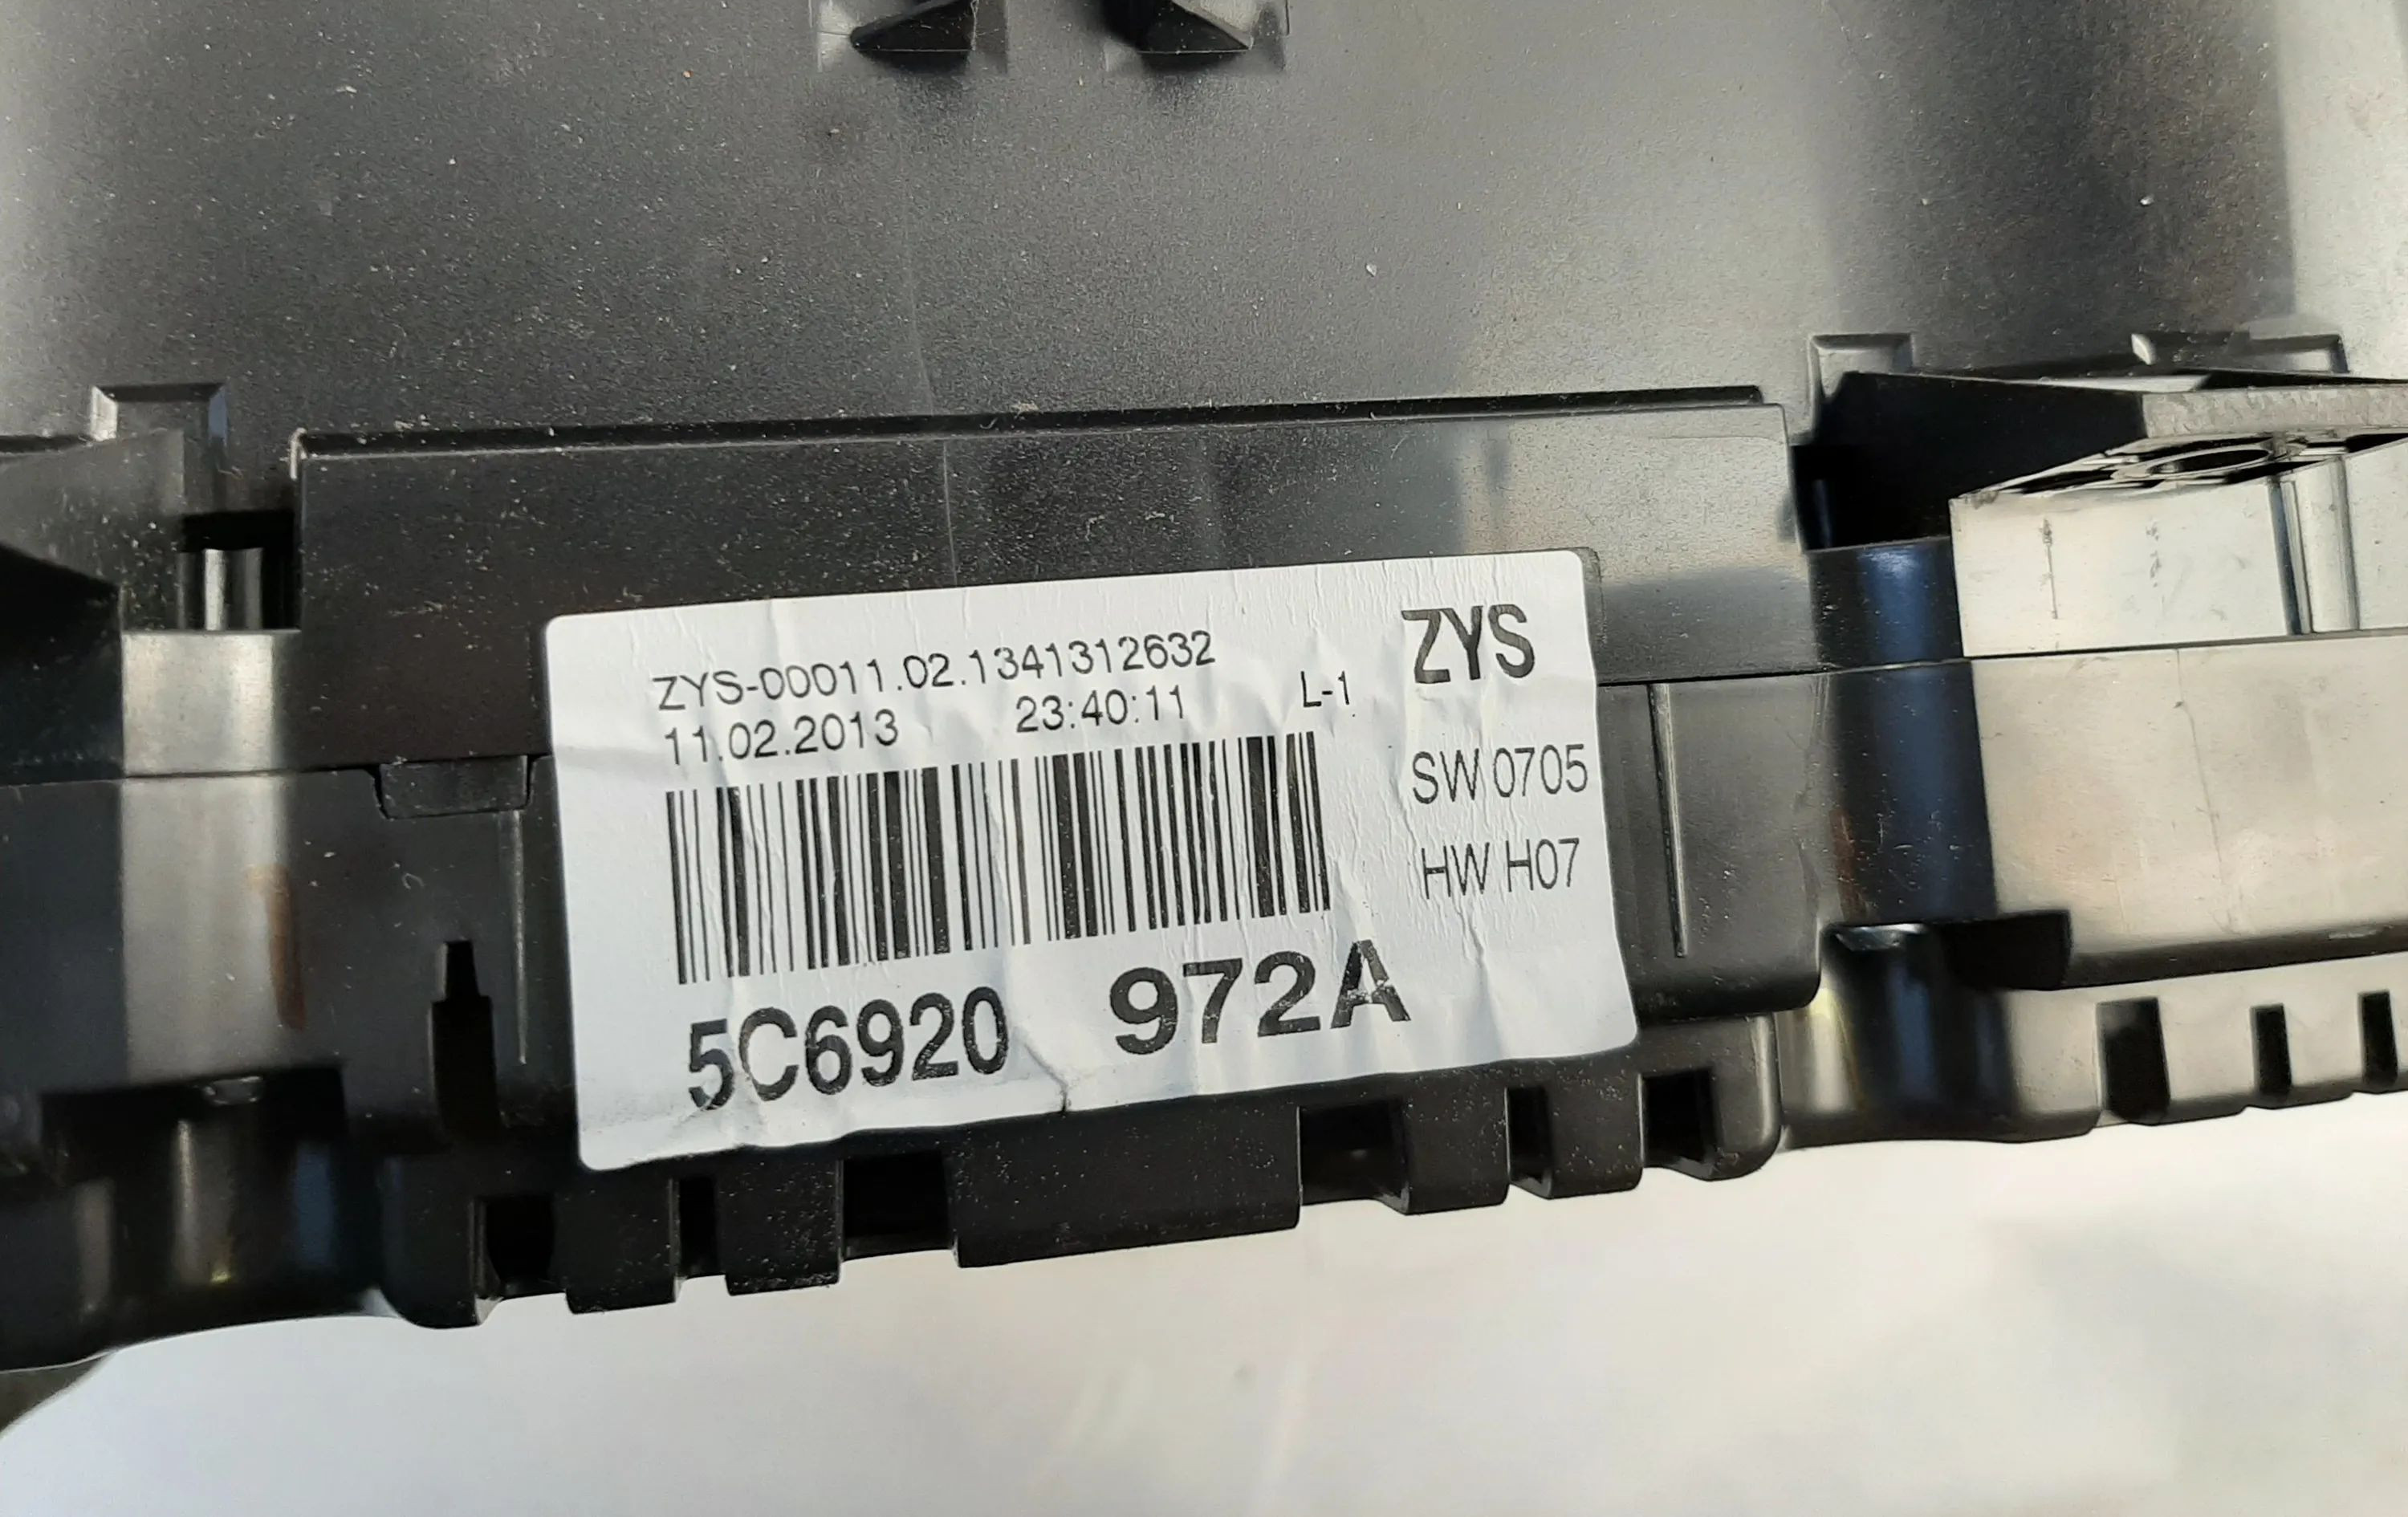 ZYS-00011.02.1341312632
11.02.2013 23:40:11 L-1
ZYS
SW 0705
HW H07
5C6920 972A